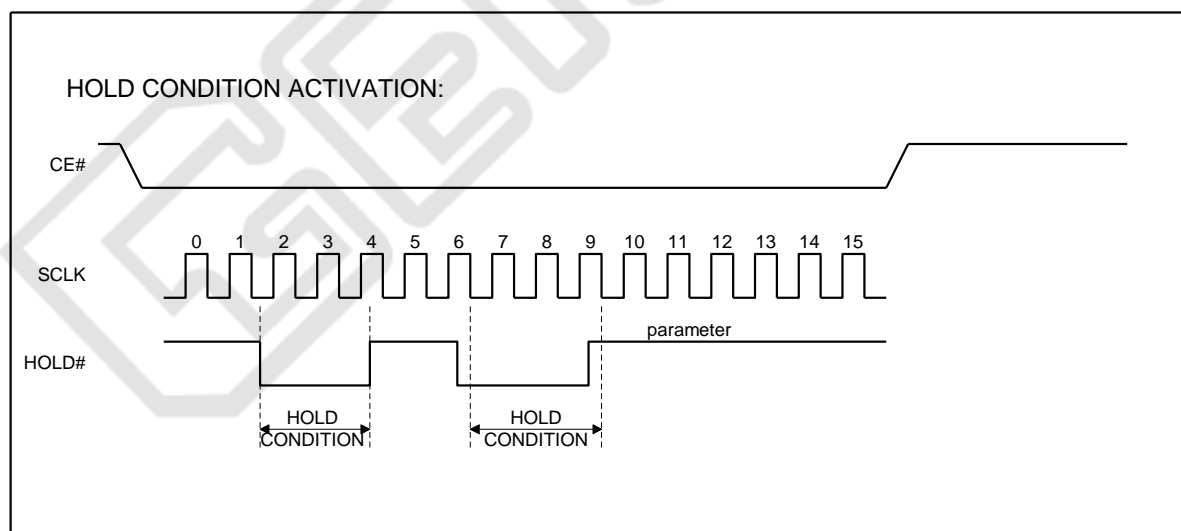 HOLD CONDITION ACTIVATION:
CE#
0 1 2 3 4 5 6 7 8 9 10 11 12 13 14 15
SCLK
parameter
HOLD#
HOLD CONDITION
HOLD CONDITION